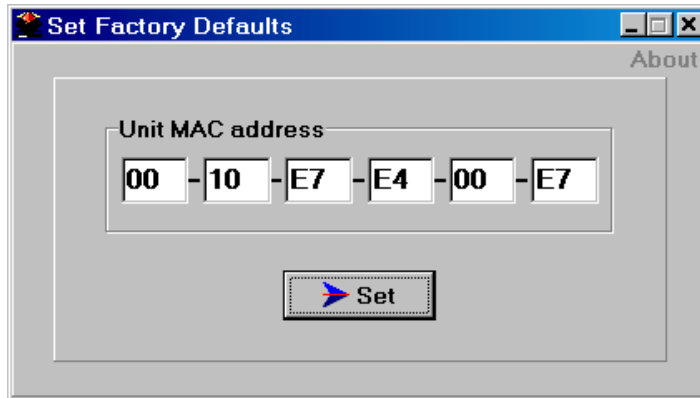 Set Factory Defaults
About
Unit MAC address
00 - 10 - E7 - E4 - 00 - E7
Set